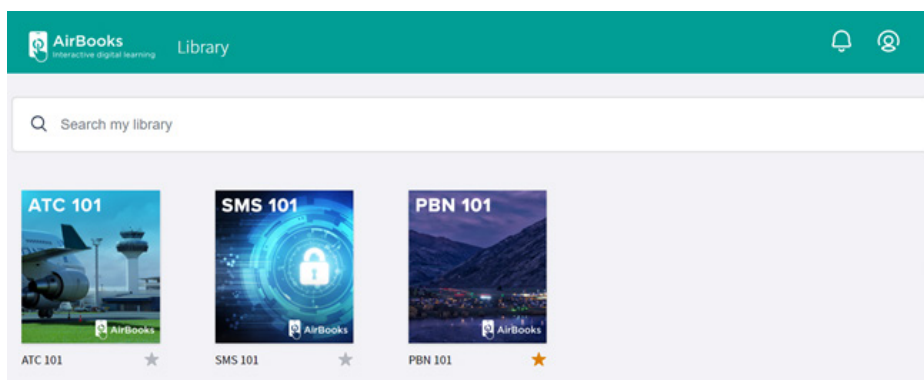 AirBooks
Interactive digital learning
Library
Search my library
ATC 101
SMS 101
PBN 101
AirBooks
AirBooks
AirBooks
ATC 101
SMS 101
PBN 101